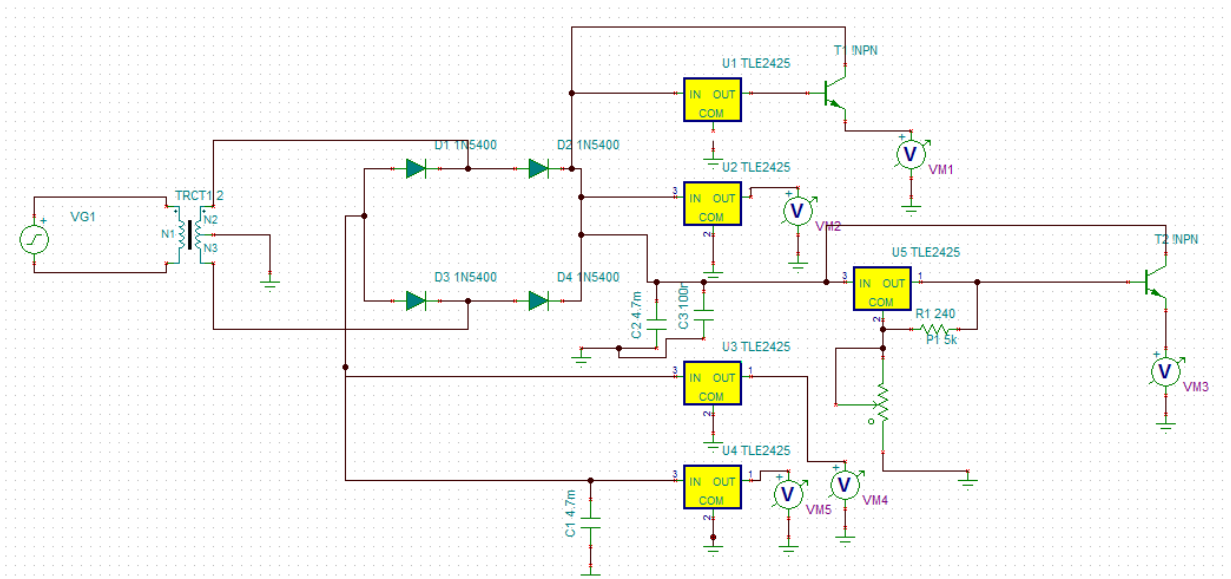 T1 !NPN
U1 TLE2425
IN OUT
COM
V
+
VM1
D1 1N5400
D2 1N5400
U2 TLE2425
3
IN OUT
1
COM
2
V
+
VM2
TRCT1 2
VG1
+
N1
N2
N3
T2 !NPN
U5 TLE2425
3
IN OUT
1
COM
2
R1 240
P1 5k
D3 1N5400
D4 1N5400
C2 4.7m
C3 100n
V
+
VM3
U3 TLE2425
3
IN OUT
1
COM
2
U4 TLE2425
3
IN OUT
1
COM
2
V
+
VM5
V
+
VM4
C1 4.7m